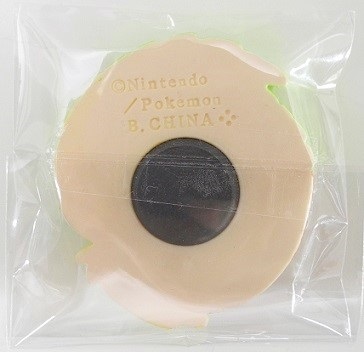 ©Nintendo
/Pokemon
B, CHINA